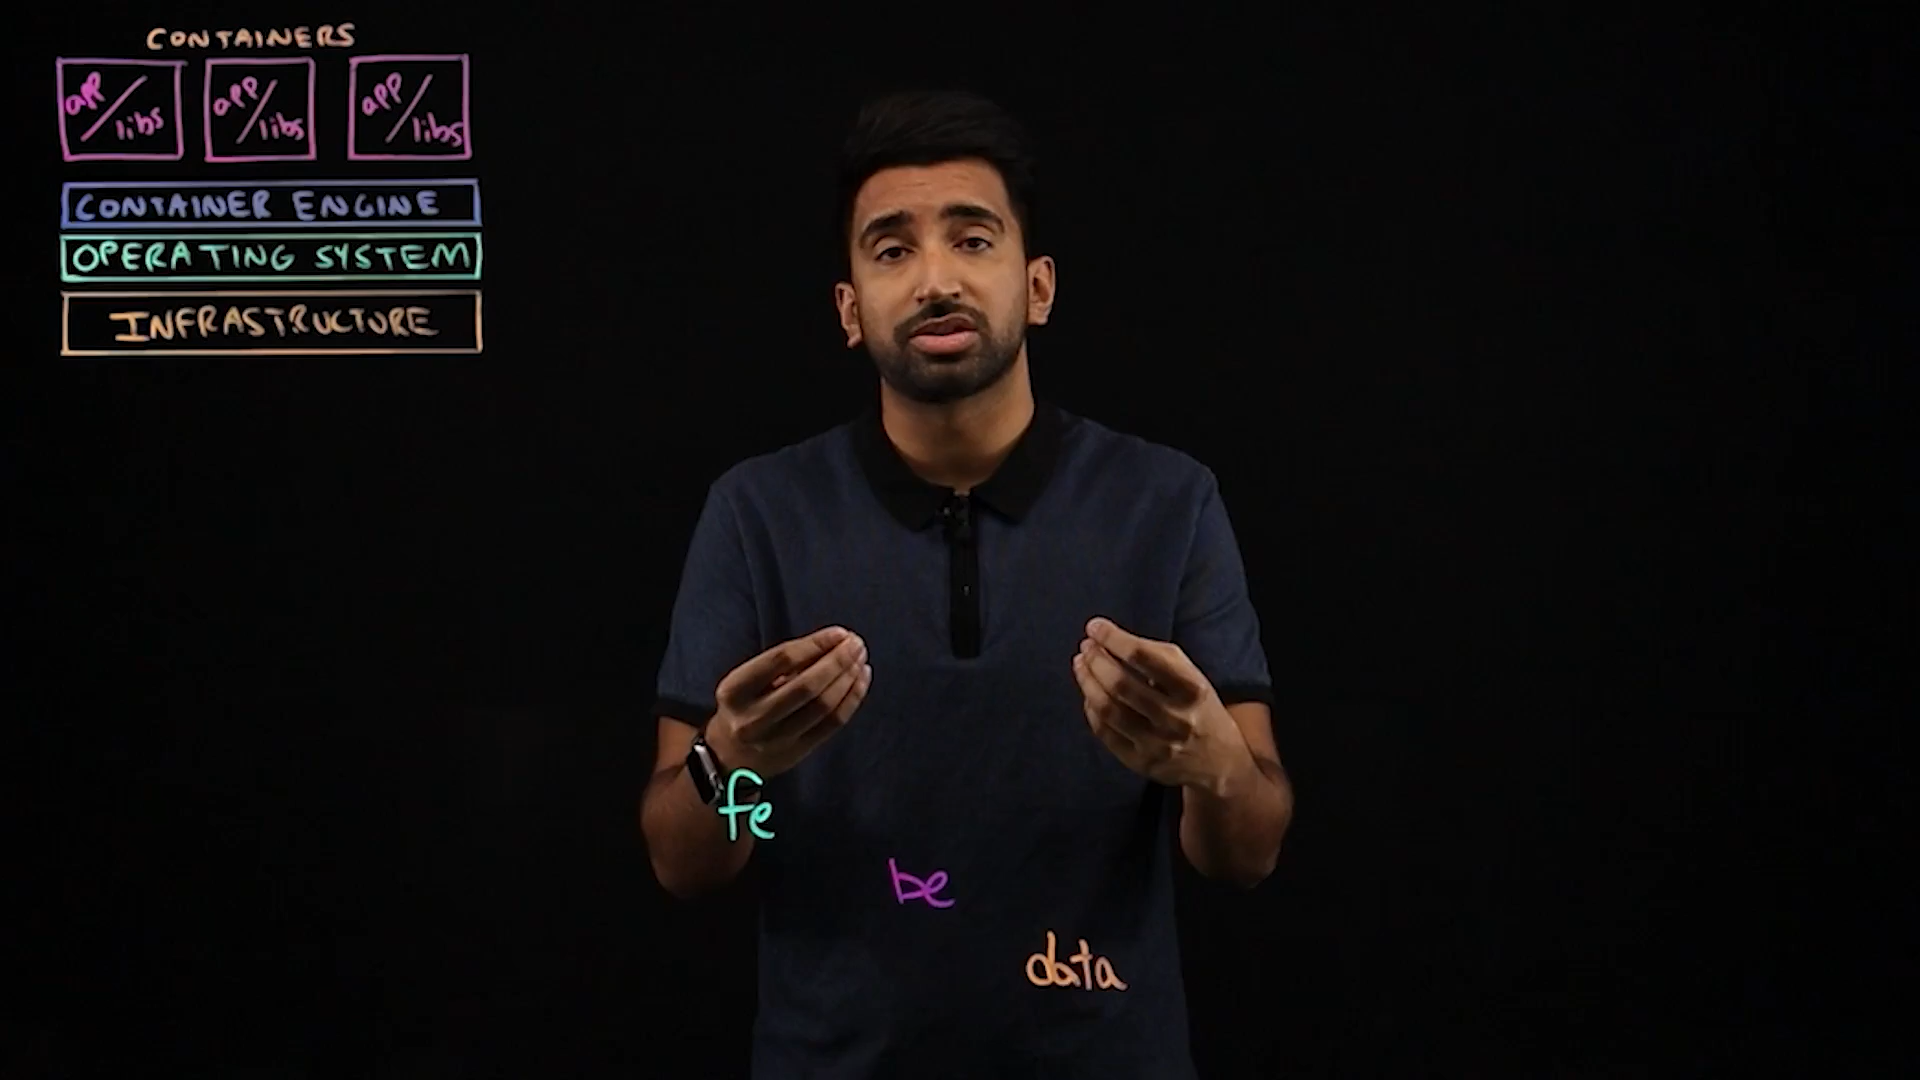 CONTAINERS
app/libs app/libs app/libs
CONTAINER ENGINE
OPERATING SYSTEM
INFRASTRUCTURE
fe
be
data